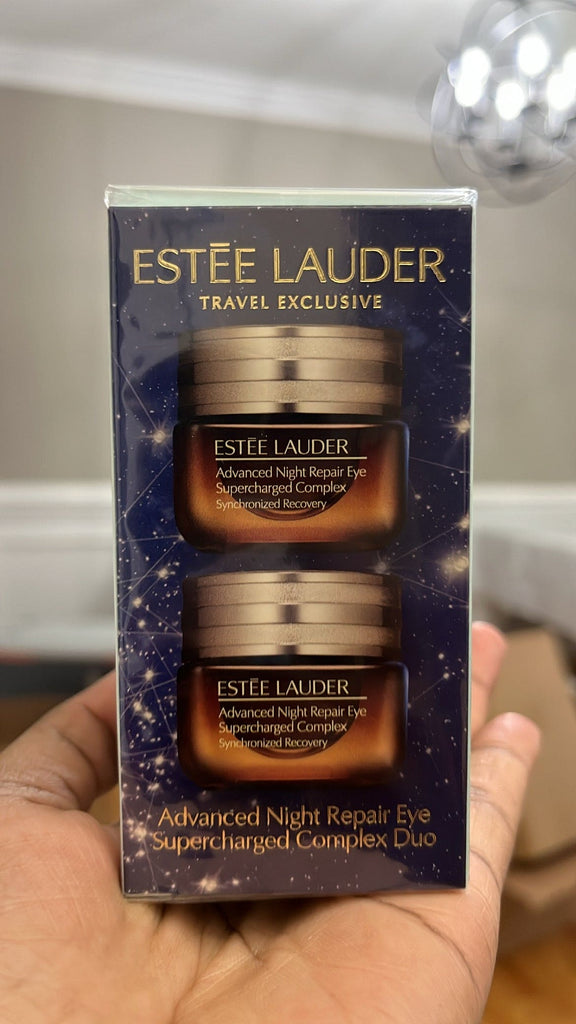 ESTĒE LAUDER
TRAVEL EXCLUSIVE
ESTĒE LAUDER
Advanced Night Repair Eye
Supercharged Complex
Synchronized Recovery
ESTĒE LAUDER
Advanced Night Repair Eye
Supercharged Complex
Synchronized Recovery
Advanced Night Repair Eye
Supercharged Complex Duo